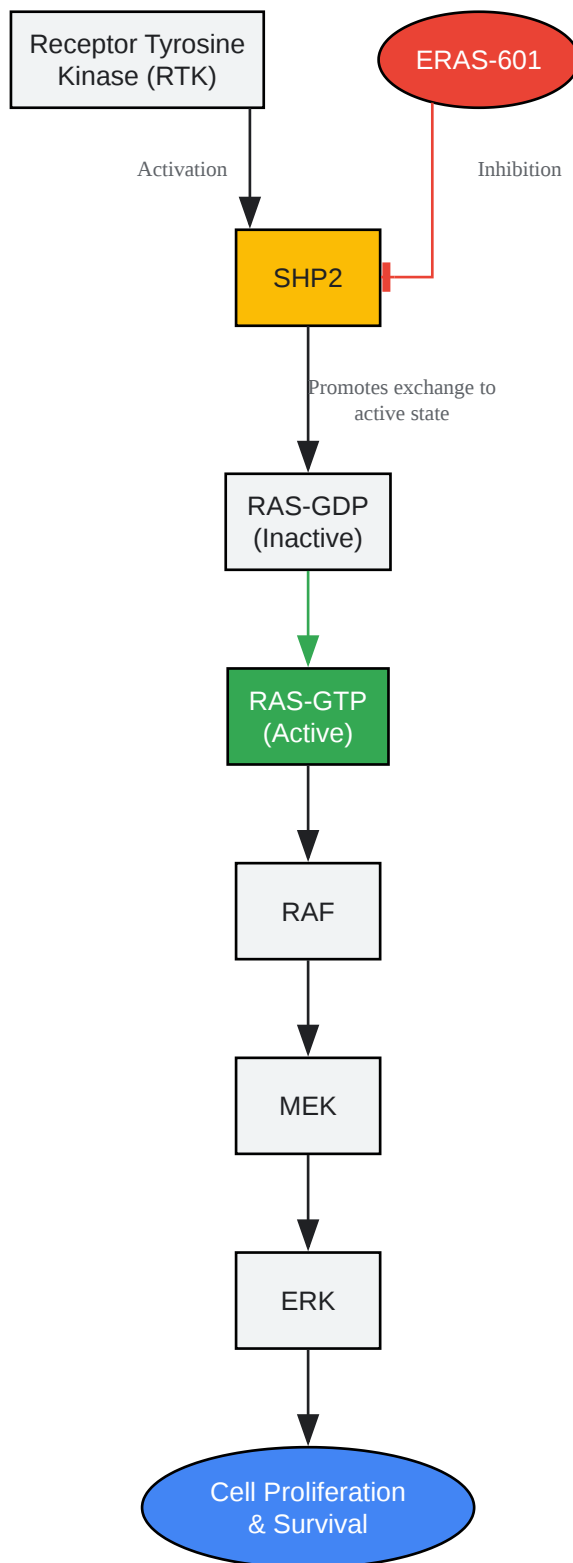 Receptor Tyrosine
Kinase (RTK)
ERAS-601
Activation
Inhibition
SHP2
Promotes exchange to
active state
RAS-GDP
(Inactive)
RAS-GTP
(Active)
RAF
MEK
ERK
Cell Proliferation
& Survival